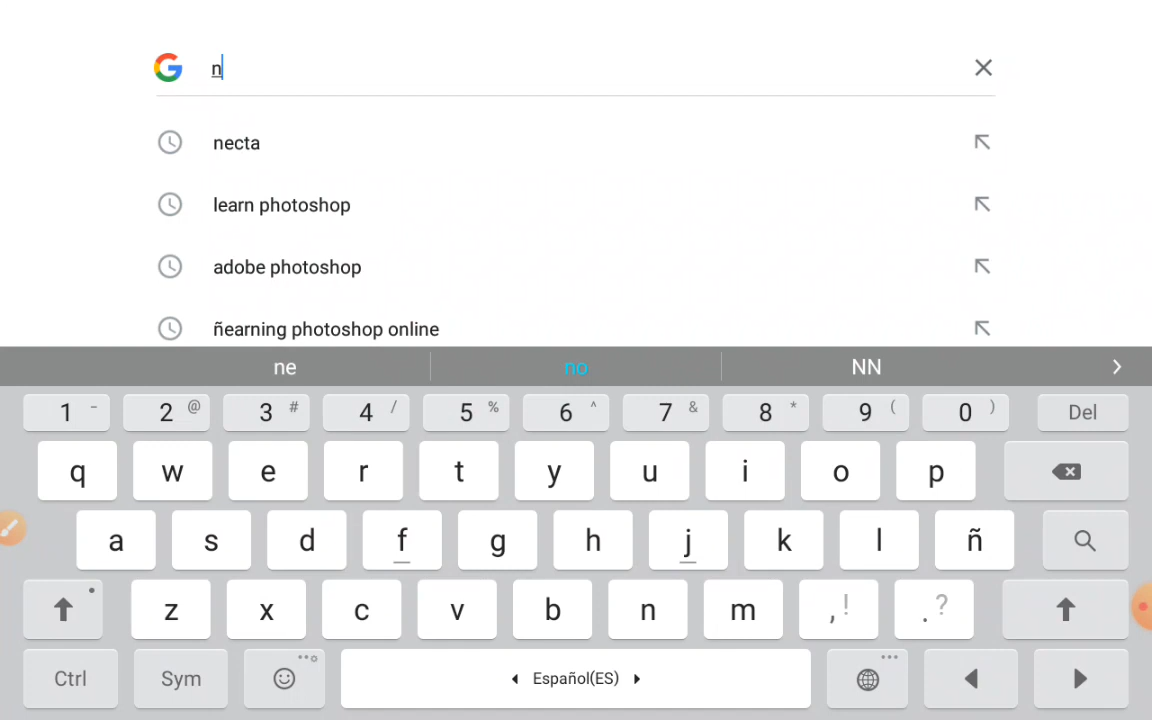 n
necta
learn photoshop
adobe photoshop
ñearning photoshop online
ne no NN
1 - 2 @ 3 # 4 / 5 % 6 ^ 7 & 8 * 9 ( 0 ) Del
q w e r t y u i o p
a s d f g h j k l ñ
z x c v b n m , ! . ?
Ctrl Sym Español(ES)